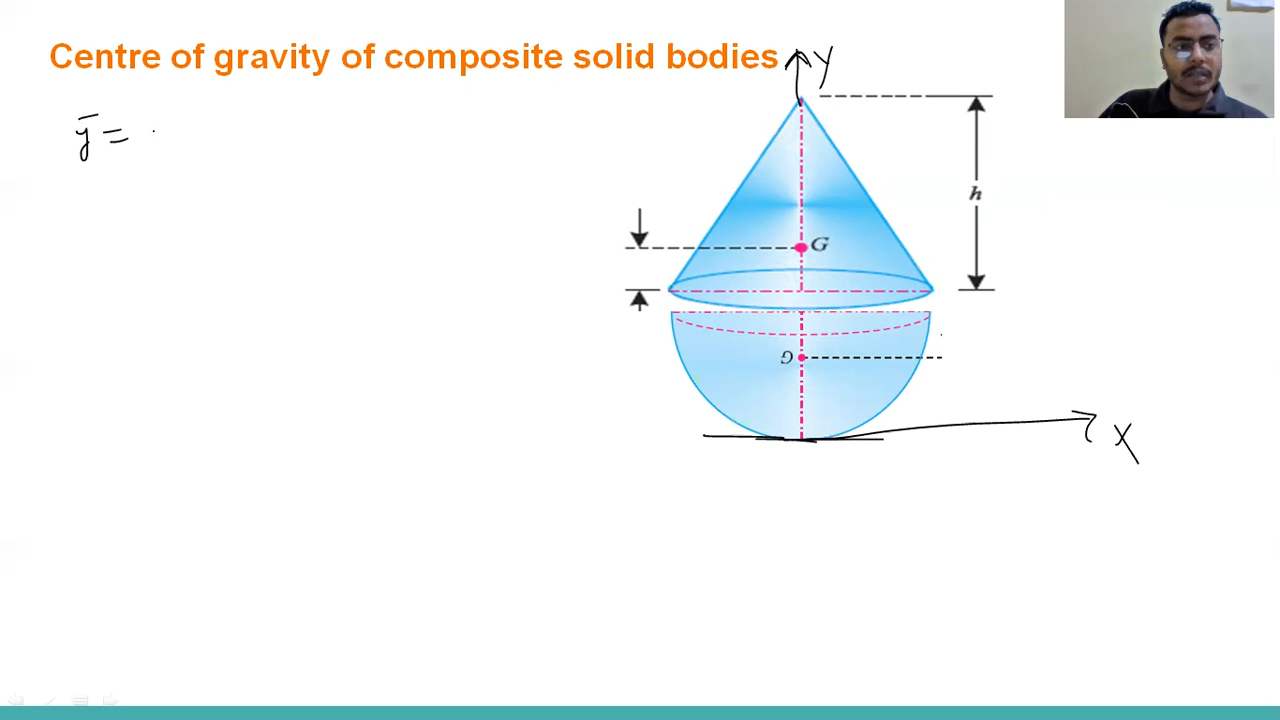 Centre of gravity of composite solid bodies
Y
ȳ =
h
G
G
X